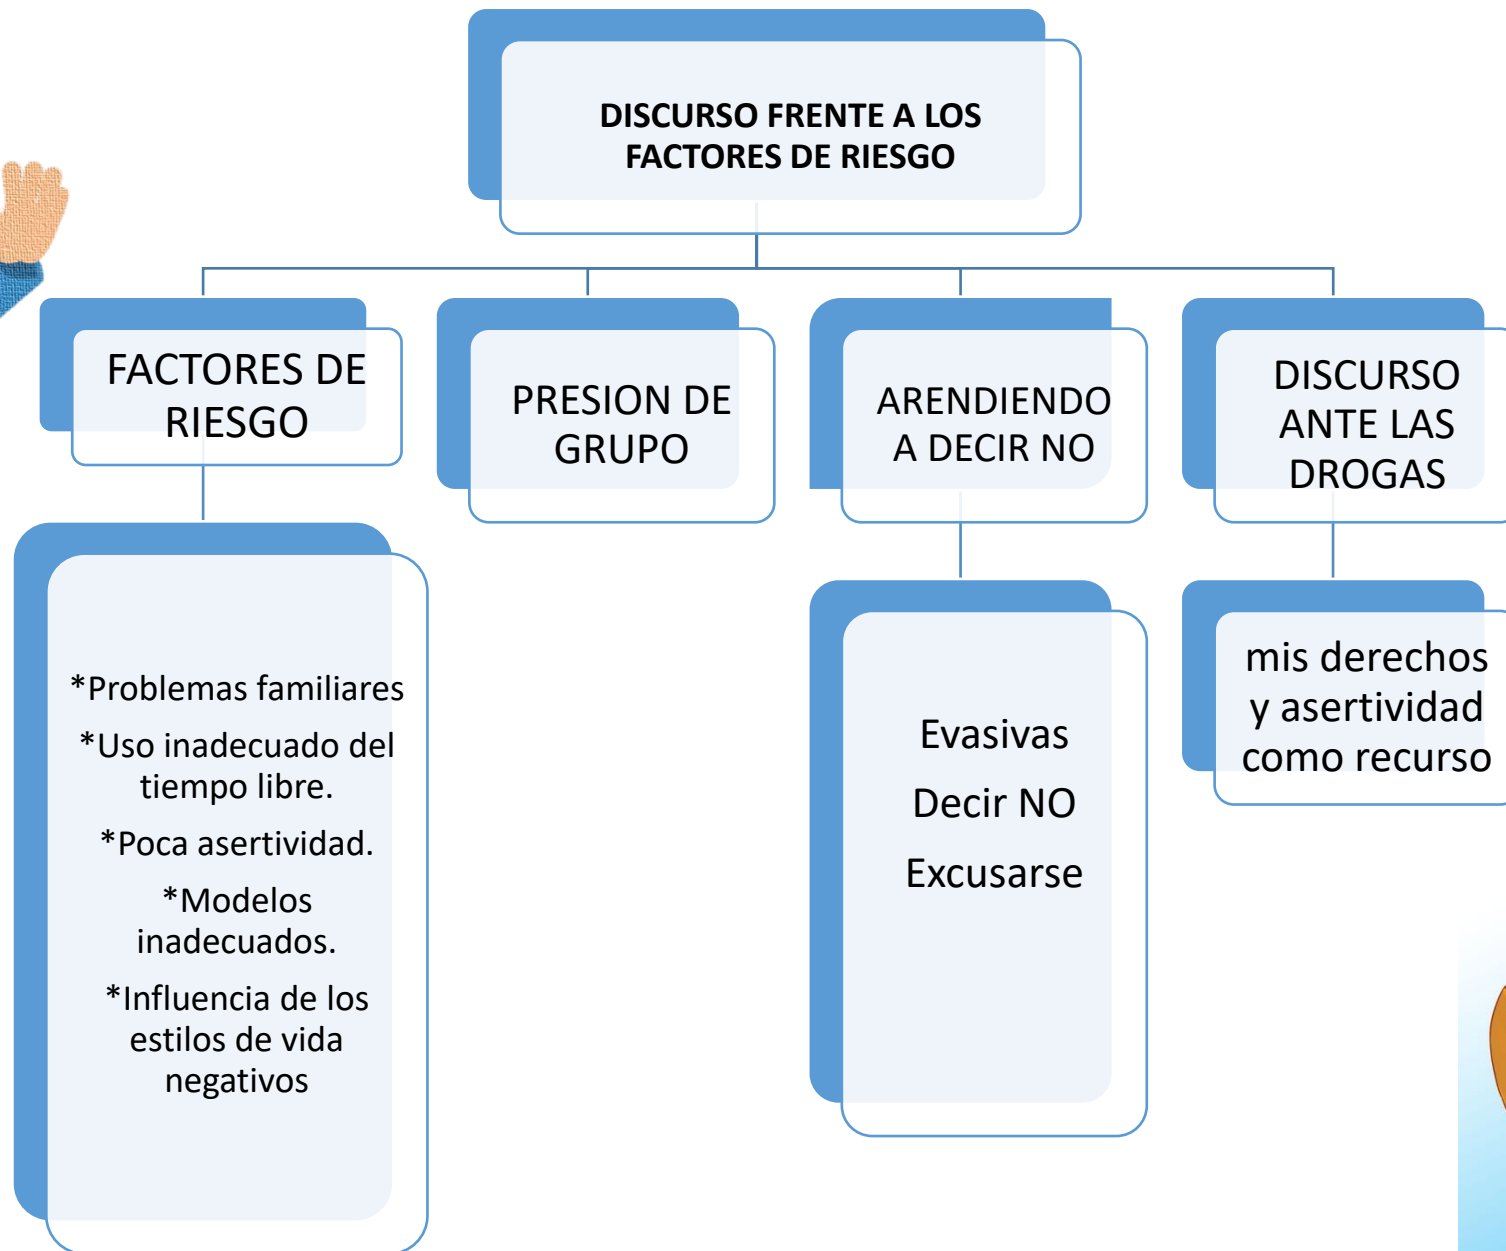 DISCURSO FRENTE A LOS
FACTORES DE RIESGO
FACTORES DE
RIESGO
PRESION DE
GRUPO
ARENDIENDO
A DECIR NO
DISCURSO
ANTE LAS
DROGAS
*Problemas familiares
*Uso inadecuado del
tiempo libre.
*Poca asertividad.
*Modelos
inadecuados.
*Influencia de los
estilos de vida
negativos
Evasivas
Decir NO
Excusarse
mis derechos
y asertividad
como recurso